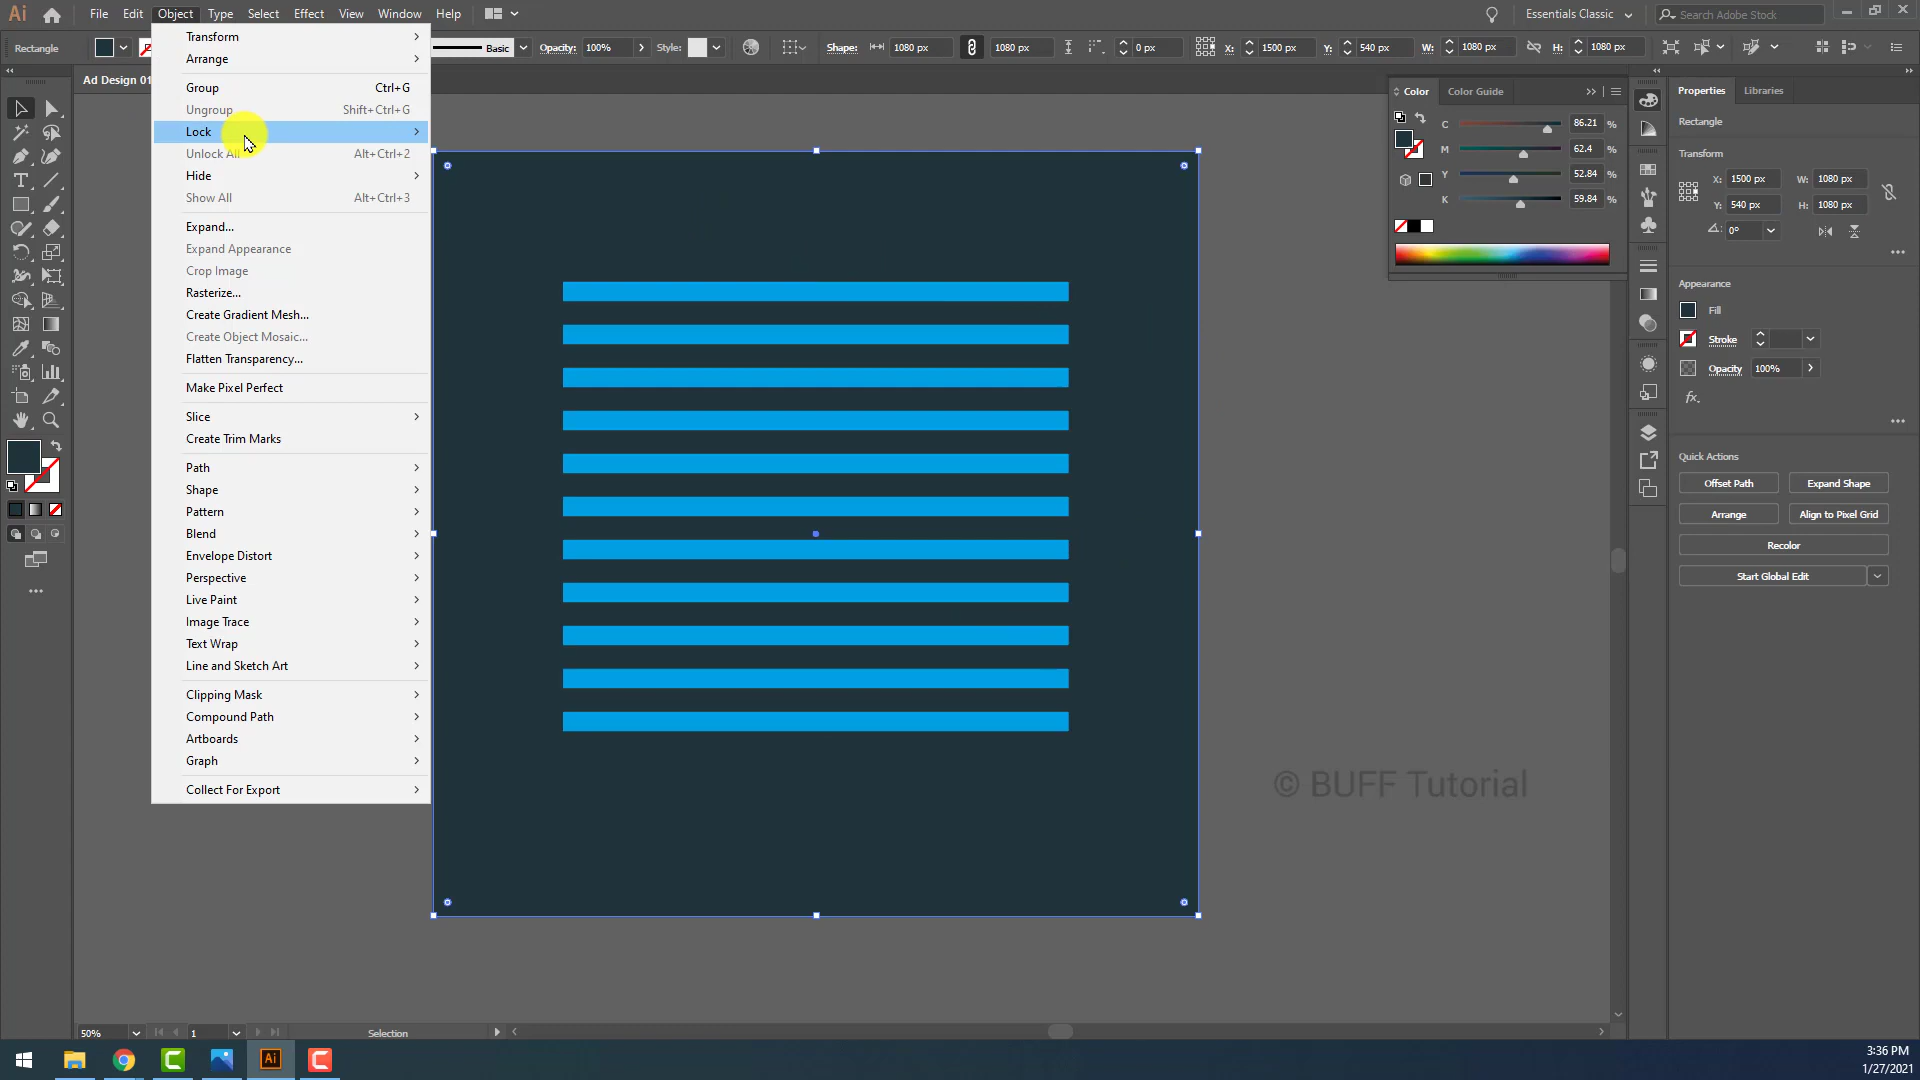 Ai File Edit Object Type Select Effect View Window Help Essentials Classic Search Adobe Stock
Rectangle Basic Opacity: 100% Style: Shape: 1080 px 1080 px 0 px X: 1500 px Y: 540 px W: 1080 px H: 1080 px
Ad Design 01
Transform
Arrange
Group Ctrl+G
Ungroup Shift+Ctrl+G
Lock
Unlock All Alt+Ctrl+2
Hide
Show All Alt+Ctrl+3
Expand...
Expand Appearance
Crop Image
Rasterize...
Create Gradient Mesh...
Create Object Mosaic...
Flatten Transparency...
Make Pixel Perfect
Slice
Create Trim Marks
Path
Shape
Pattern
Blend
Envelope Distort
Perspective
Live Paint
Image Trace
Text Wrap
Line and Sketch Art
Clipping Mask
Compound Path
Artboards
Graph
Collect For Export
Color Color Guide
C 86.21 %
M 62.4 %
Y 52.84 %
K 59.84 %
Properties Libraries
Rectangle
Transform
X: 1500 px W: 1080 px
Y: 540 px H: 1080 px
0°
Appearance
Fill
Stroke
Opacity 100%
fx.
Quick Actions
Offset Path Expand Shape
Arrange Align to Pixel Grid
Recolor
Start Global Edit
© BUFF Tutorial
50% 1 Selection
Ai
3:36 PM
1/27/2021